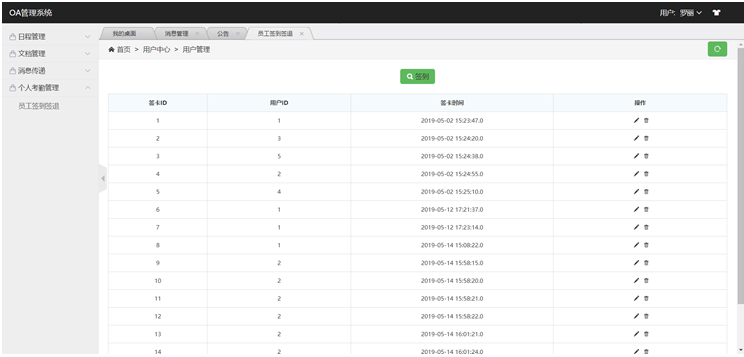 OA管理系统
用户: 罗丽
日程管理
文档管理
消息传递
个人考勤管理
员工签到签退
我的桌面 消息管理 公告 员工签到签退
首页 > 用户中心 > 用户管理
签到
签卡ID 用户ID 签卡时间 操作
1 1 2019-05-02 15:23:47.0
2 3 2019-05-02 15:24:20.0
3 5 2019-05-02 15:24:38.0
4 2 2019-05-02 15:24:55.0
5 4 2019-05-02 15:25:10.0
6 1 2019-05-12 17:21:37.0
7 1 2019-05-12 17:23:14.0
8 1 2019-05-14 15:08:22.0
9 2 2019-05-14 15:58:15.0
10 2 2019-05-14 15:58:20.0
11 2 2019-05-14 15:58:21.0
12 2 2019-05-14 15:58:22.0
13 2 2019-05-14 16:01:21.0
14 2 2019-05-14 16:01:24.0